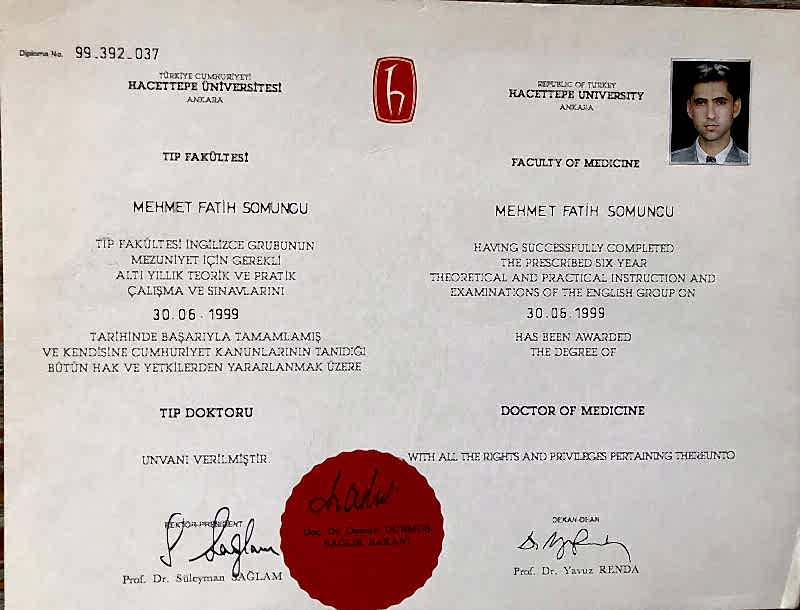 Diploma No. 99.392.037
TÜRKİYE CUMHURİYETİ
HACETTEPE ÜNİVERSİTESİ
ANKARA
TIP FAKÜLTESİ
MEHMET FATİH SOMUNCU
TIP FAKÜLTESİ İNGİLİZCE GRUBUNUN
MEZUNİYET İÇİN GEREKLİ
ALTI YILLIK TEORİK VE PRATİK
ÇALIŞMA VE SINAVLARINI
30.06.1999
TARİHİNDE BAŞARIYLA TAMAMLAMIŞ
VE KENDİSİNE CUMHURİYET KANUNLARININ TANIDIĞI
BÜTÜN HAK VE YETKİLERDEN YARARLANMAK ÜZERE
TIP DOKTORU
UNVANI VERİLMİŞTİR.
REKTÖR-PRESIDENT
Prof. Dr. Süleyman SAĞLAM
REPUBLIC OF TURKEY
HACETTEPE UNIVERSITY
ANKARA
FACULTY OF MEDICINE
MEHMET FATİH SOMUNCU
HAVING SUCCESSFULLY COMPLETED
THE PRESCRIBED SIX YEAR
THEORETICAL AND PRACTICAL INSTRUCTION AND
EXAMINATIONS OF THE ENGLISH GROUP ON
30.06.1999
HAS BEEN AWARDED
THE DEGREE OF
DOCTOR OF MEDICINE
WITH ALL THE RIGHTS AND PRIVILEGES PERTAINING THEREUNTO
DEKAN-DEAN
Prof. Dr. Yavuz RENDA
Doç. Dr. Osman DURMUŞ
SAĞLIK BAKANI